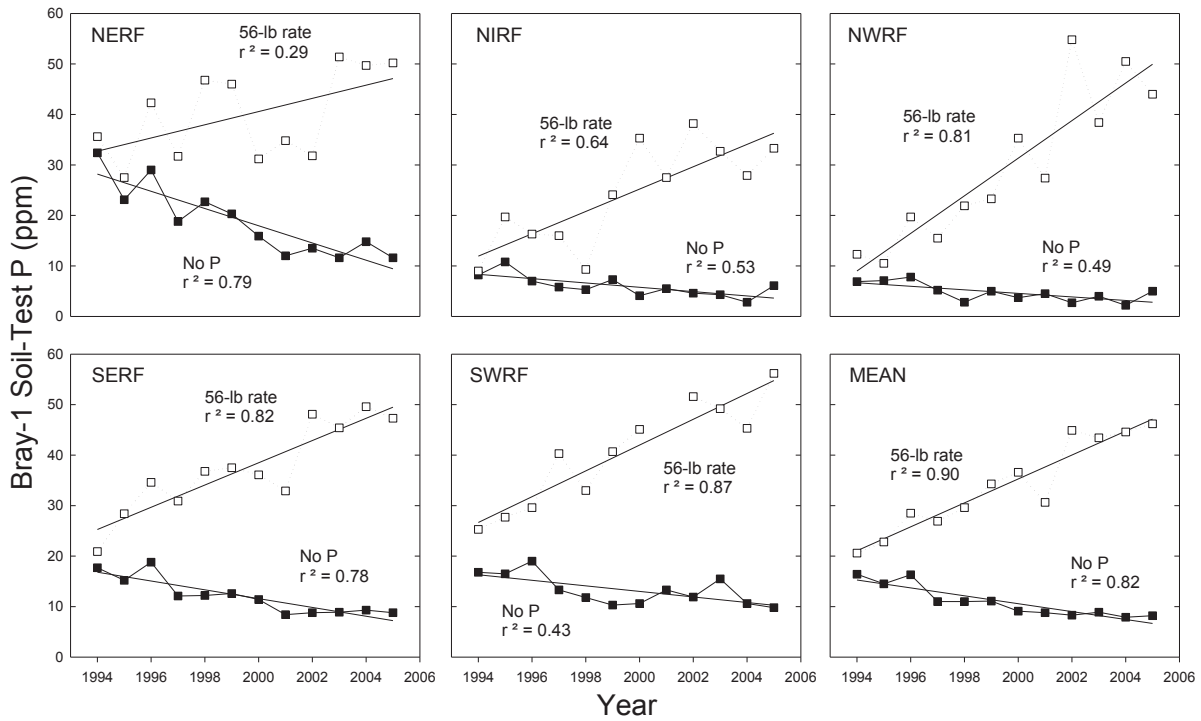 Bray-1 Soil-Test P (ppm)
60
50
40
30
20
10
0
NERF
56-lb rate
r ² = 0.29
No P
r ² = 0.79
NIRF
56-lb rate
r ² = 0.64
No P
r ² = 0.53
NWRF
56-lb rate
r ² = 0.81
No P
r ² = 0.49
60
50
40
30
20
10
0
SERF
56-lb rate
r ² = 0.82
No P
r ² = 0.78
SWRF
56-lb rate
r ² = 0.87
No P
r ² = 0.43
MEAN
56-lb rate
r ² = 0.90
No P
r ² = 0.82
1994 1996 1998 2000 2002 2004 2006
1994 1996 1998 2000 2002 2004 2006
1994 1996 1998 2000 2002 2004 2006
Year